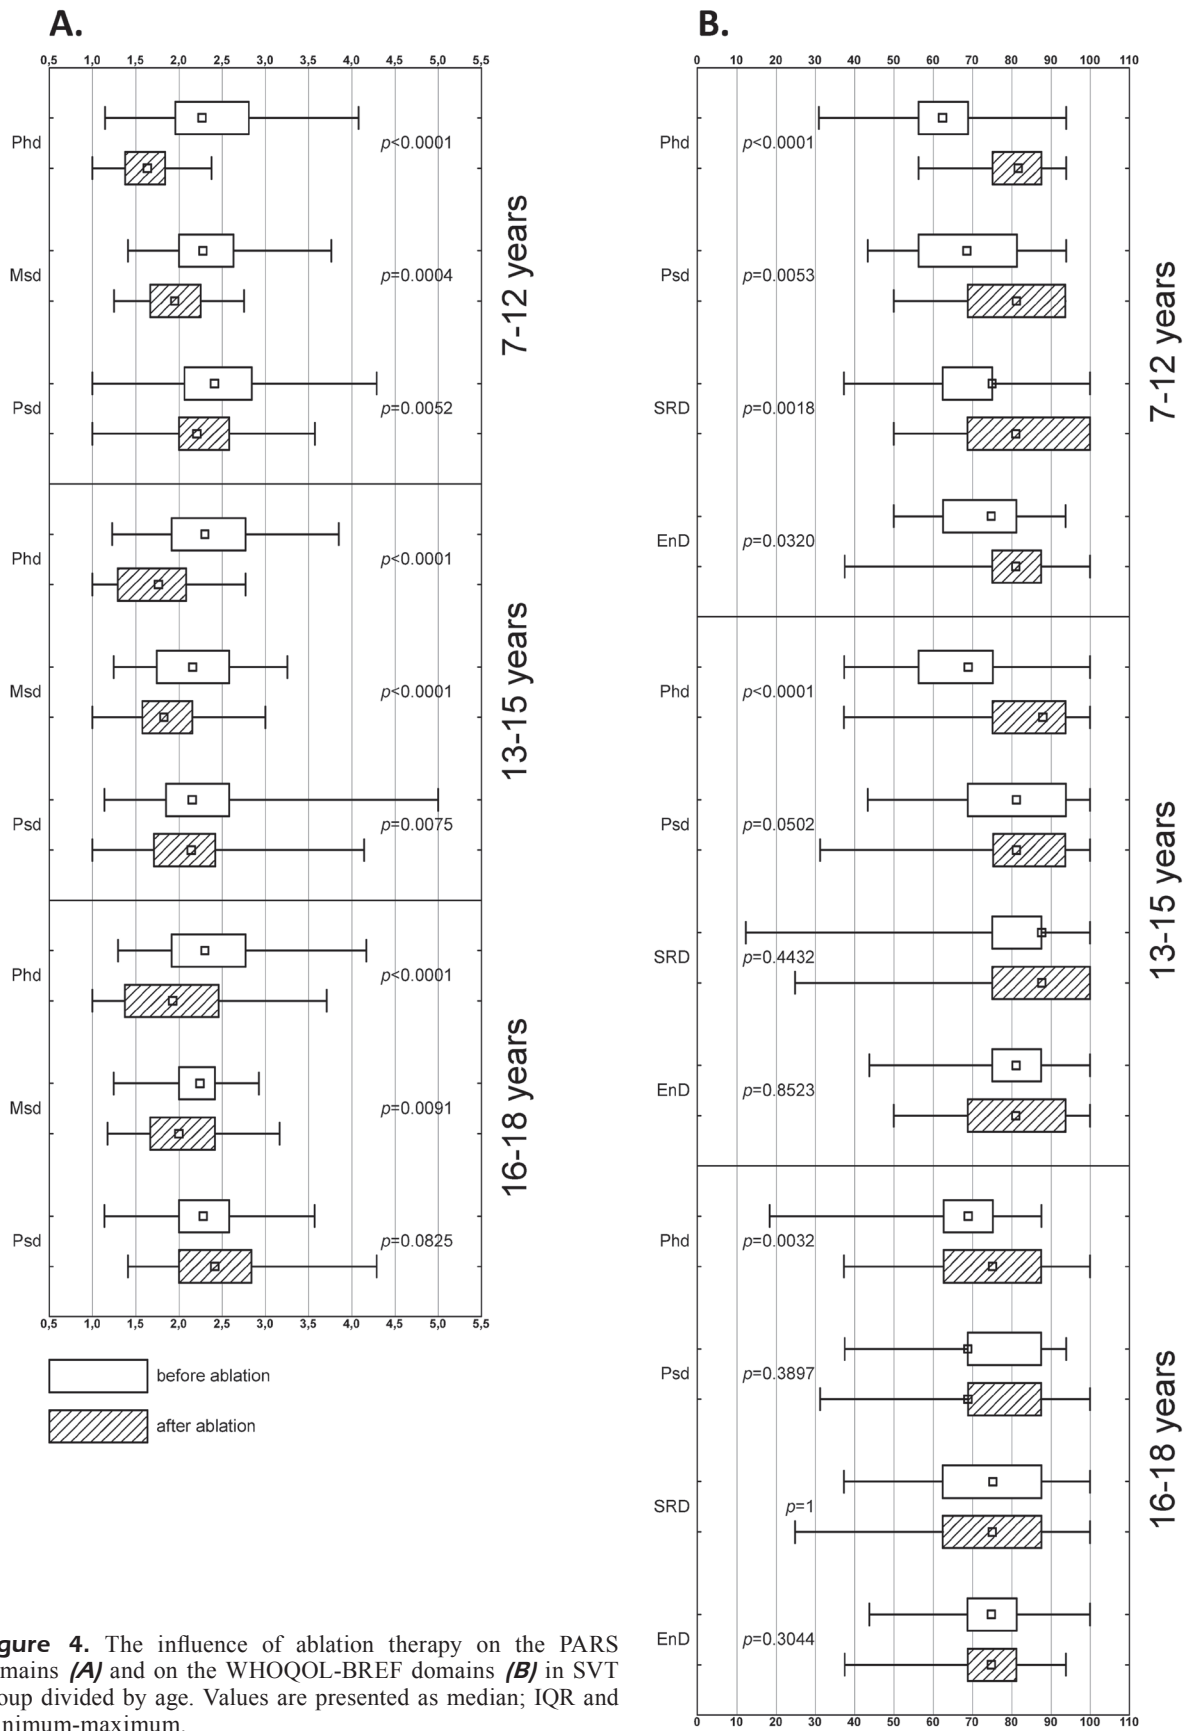 A.
0,5 1,0 1,5 2,0 2,5 3,0 3,5 4,0 4,5 5,0 5,5
Phd
p<0.0001
Msd
p=0.0004
Psd
p=0.0052
7-12 years
Phd
p<0.0001
Msd
p<0.0001
Psd
p=0.0075
13-15 years
Phd
p<0.0001
Msd
p=0.0091
Psd
p=0.0825
16-18 years
0,5 1,0 1,5 2,0 2,5 3,0 3,5 4,0 4,5 5,0 5,5
before ablation
after ablation
B.
0 10 20 30 40 50 60 70 80 90 100 110
Phd
p<0.0001
Psd
p=0.0053
SRD
p=0.0018
EnD
p=0.0320
7-12 years
Phd
p<0.0001
Psd
p=0.0502
SRD
p=0.4432
EnD
p=0.8523
13-15 years
Phd
p=0.0032
Psd
p=0.3897
SRD
p=1
EnD
p=0.3044
16-18 years
0 10 20 30 40 50 60 70 80 90 100 110
gure 4. The influence of ablation therapy on the PARS
mains (A) and on the WHOQOL-BREF domains (B) in SVT
oup divided by age. Values are presented as median; IQR and
nimum-maximum.